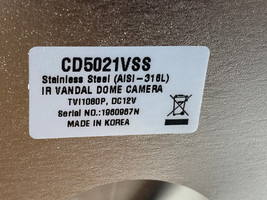 CD5021VSS
Stainless Steel (AISI-316L)
IR VANDAL DOME CAMERA
TVI1080P, DC12V
Serial NO.:1960967N
MADE IN KOREA